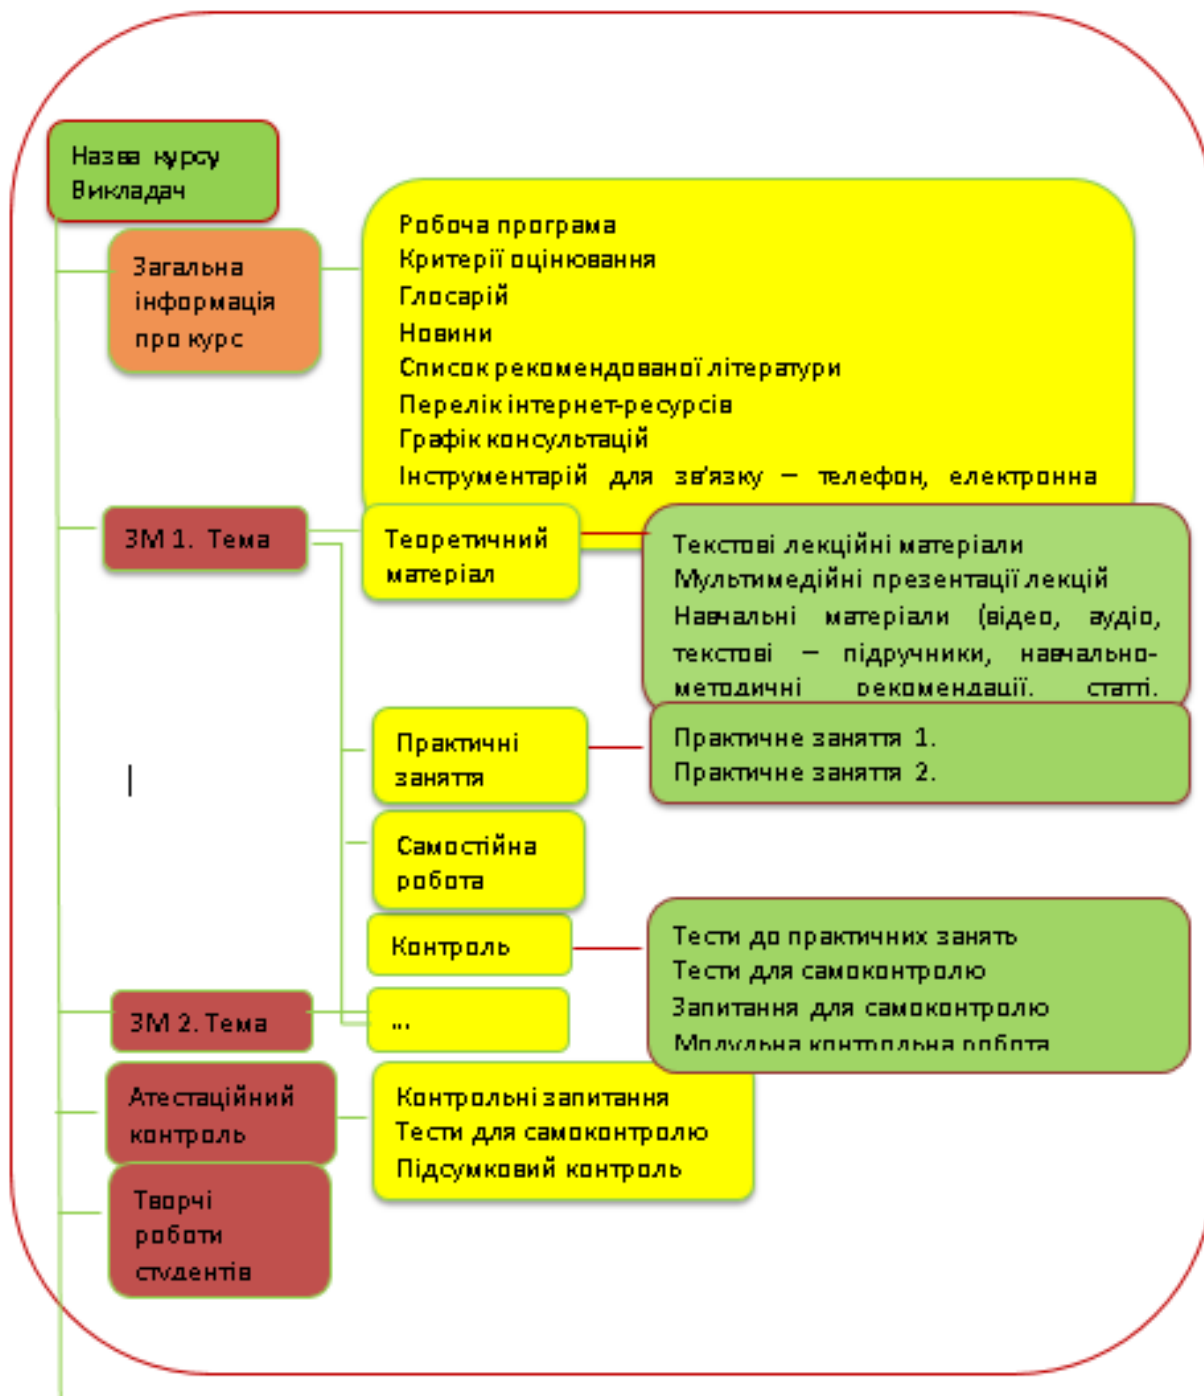 Назва курсу
Викладач
Загальна
інформація
про курс
Робоча програма
Критерії оцінювання
Глосарій
Новини
Список рекомендованої літератури
Перелік інтернет-ресурсів
Графік консультацій
Інструментарій для зв'язку – телефон, електронна
ЗМ 1. Тема
Теоретичний
матеріал
Текстові лекційні матеріали
Мультимедійні презентації лекцій
Навчальні матеріали (відео, аудіо,
текстові – підручники, навчально-
методичні рекомендації, статті,
Практичні
заняття
Практичне заняття 1.
Практичне заняття 2.
Самостійна
робота
Контроль
Тести до практичних занять
Тести для самоконтролю
Запитання для самоконтролю
Модульна контрольна робота
ЗМ 2. Тема
...
Атестаційний
контроль
Контрольні запитання
Тести для самоконтролю
Підсумковий контроль
Творчі
роботи
студентів